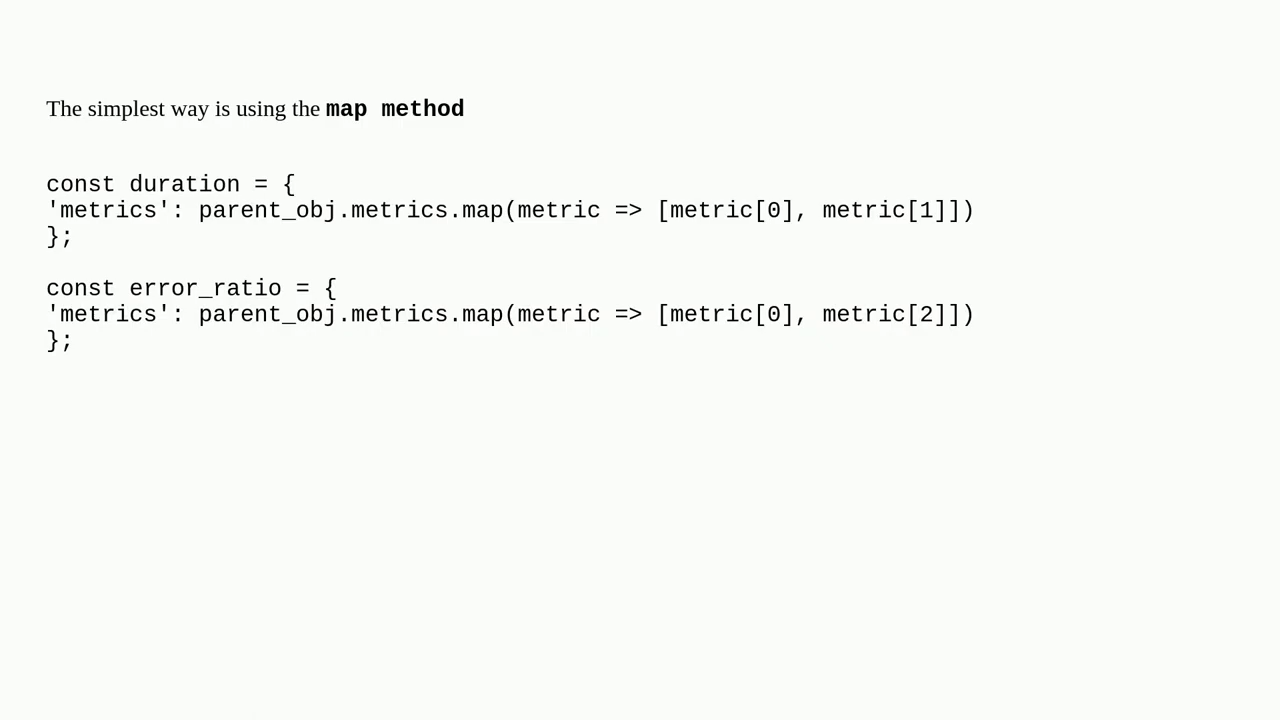 The simplest way is using the map method
const duration = {
'metrics': parent_obj.metrics.map(metric => [metric[0], metric[1]])
};
const error_ratio = {
'metrics': parent_obj.metrics.map(metric => [metric[0], metric[2]])
};